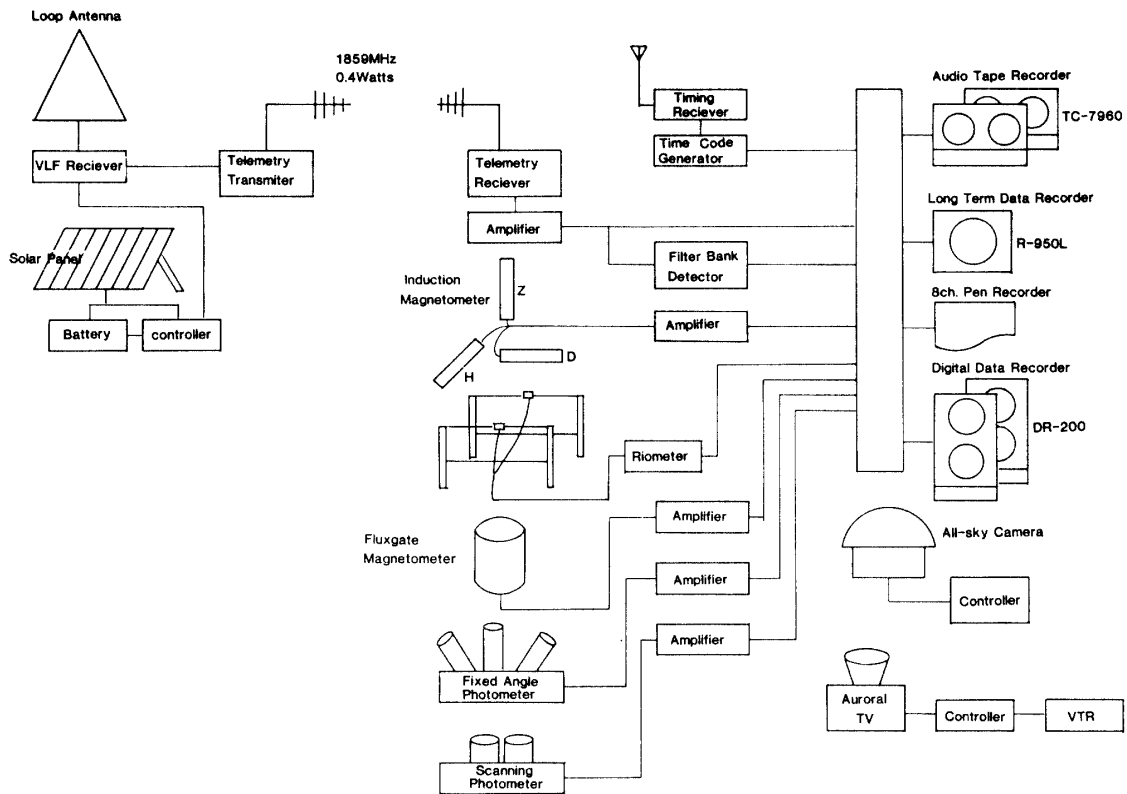 Loop Antenna
1859MHz
0.4Watts
VLF Reciever
Telemetry
Transmiter
Solar Panel
Battery
controller
Telemetry
Reciever
Amplifier
Timing
Reciever
Time Code
Generator
Filter Bank
Detector
Induction
Magnetometer
Z
D
H
Amplifier
Riometer
Fluxgate
Magnetometer
Amplifier
Amplifier
Amplifier
Fixed Angle
Photometer
Scanning
Photometer
Audio Tape Recorder
TC-7960
Long Term Data Recorder
R-950L
8ch. Pen Recorder
Digital Data Recorder
DR-200
All-sky Camera
Controller
Auroral
TV
Controller
VTR